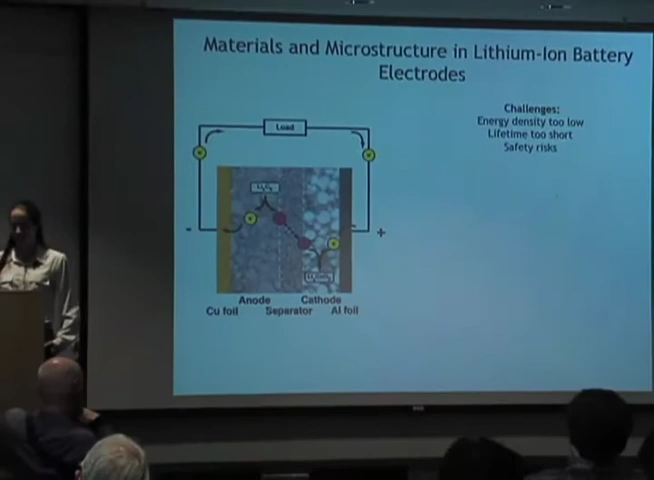 Materials and Microstructure in Lithium-Ion Battery
Electrodes
Challenges:
Energy density too low
Lifetime too short
Safety risks
Load
-
+
Anode Cathode
Cu foil Separator Al foil